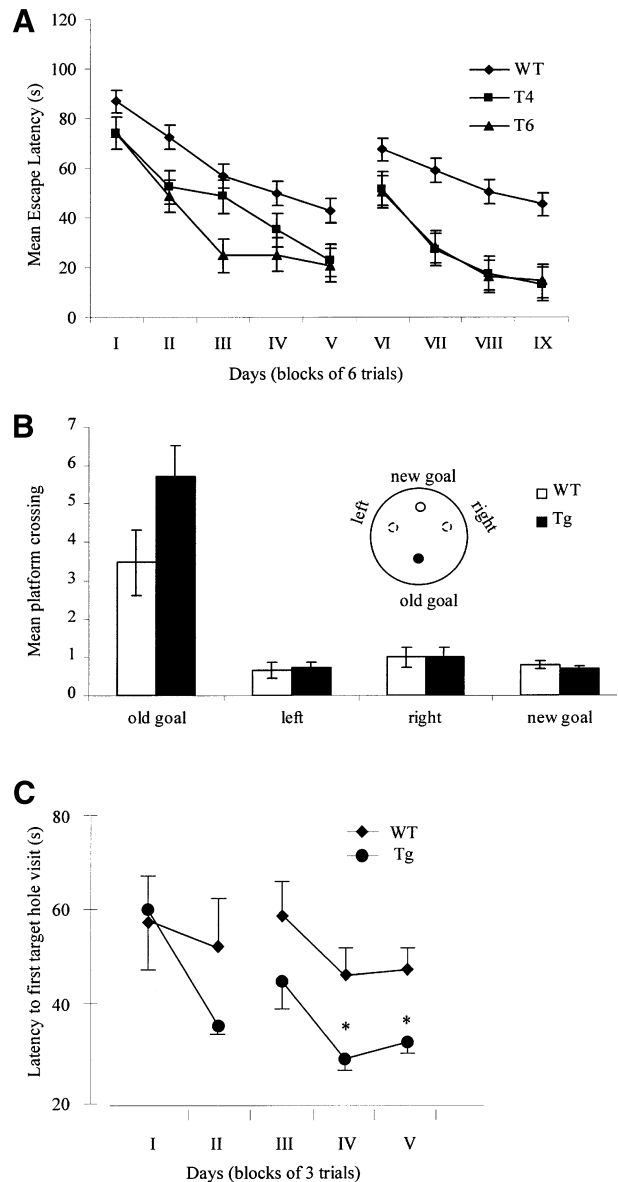 A
Mean Escape Latency (s)
120
100
80
60
40
20
0
WT
T4
T6
I II III IV V VI VII VIII IX
Days (blocks of 6 trials)
B
Mean platform crossing
7
6
5
4
3
2
1
0
new goal
left
right
old goal
WT
Tg
old goal left right new goal
C
Latency to first target hole visit (s)
80
60
40
20
WT
Tg
*
*
I II III IV V
Days (blocks of 3 trials)